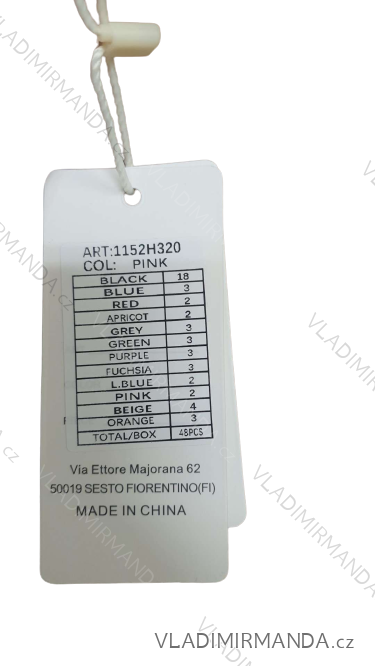 ART:1152H320
COL: PINK
BLACK 18
BLUE 3
RED 2
APRICOT 2
GREY 3
GREEN 3
PURPLE 3
FUCHSIA 3
L.BLUE 2
PINK 2
BEIGE 4
ORANGE 3
TOTAL/BOX 48PCS
Via Ettore Majorana 62
50019 SESTO FIORENTINO(FI)
MADE IN CHINA
VLADIMIRMANDA.cz